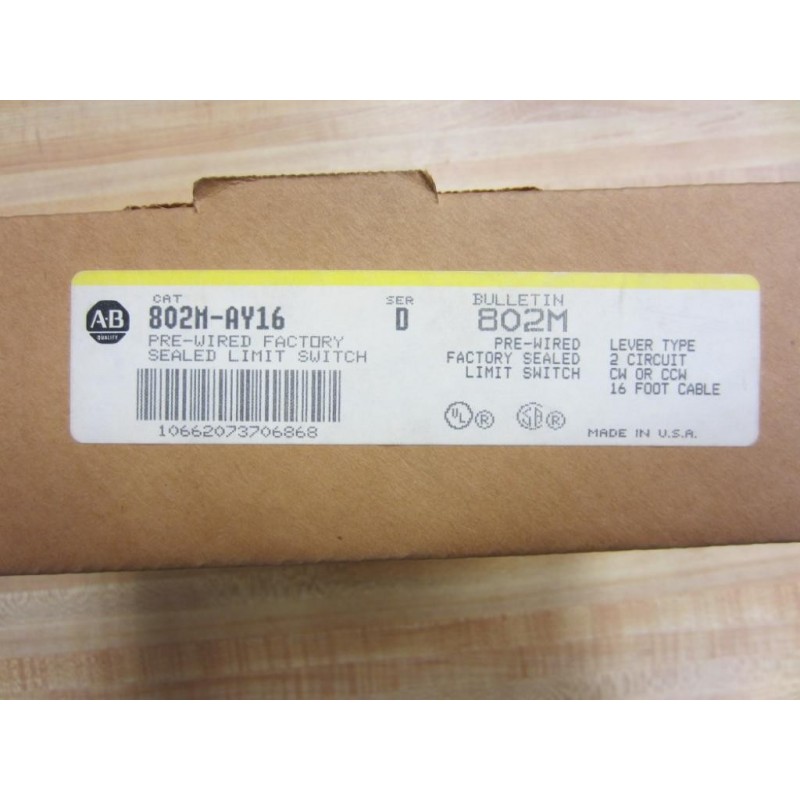 A-B
QUALITY
CAT
802M-AY16
PRE-WIRED FACTORY
SEALED LIMIT SWITCH
10662073706868
SER
D
BULLETIN
802M
PRE-WIRED
FACTORY SEALED
LIMIT SWITCH
LEVER TYPE
2 CIRCUIT
CW OR CCW
16 FOOT CABLE
UL ® SA ®
MADE IN U.S.A.